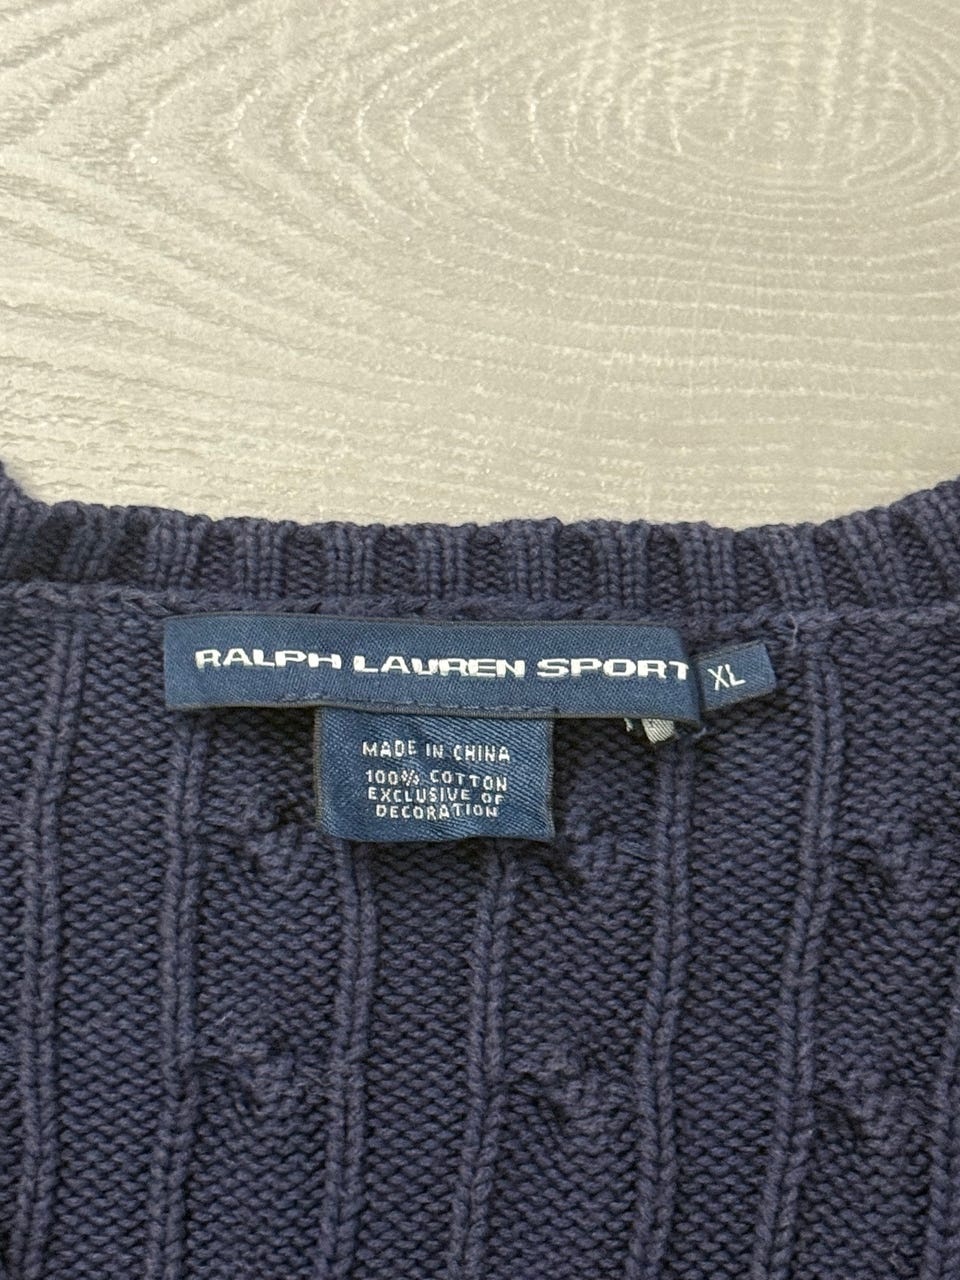 RALPH LAUREN SPORT
XL
MADE IN CHINA
100% COTTON
EXCLUSIVE OF
DECORATION